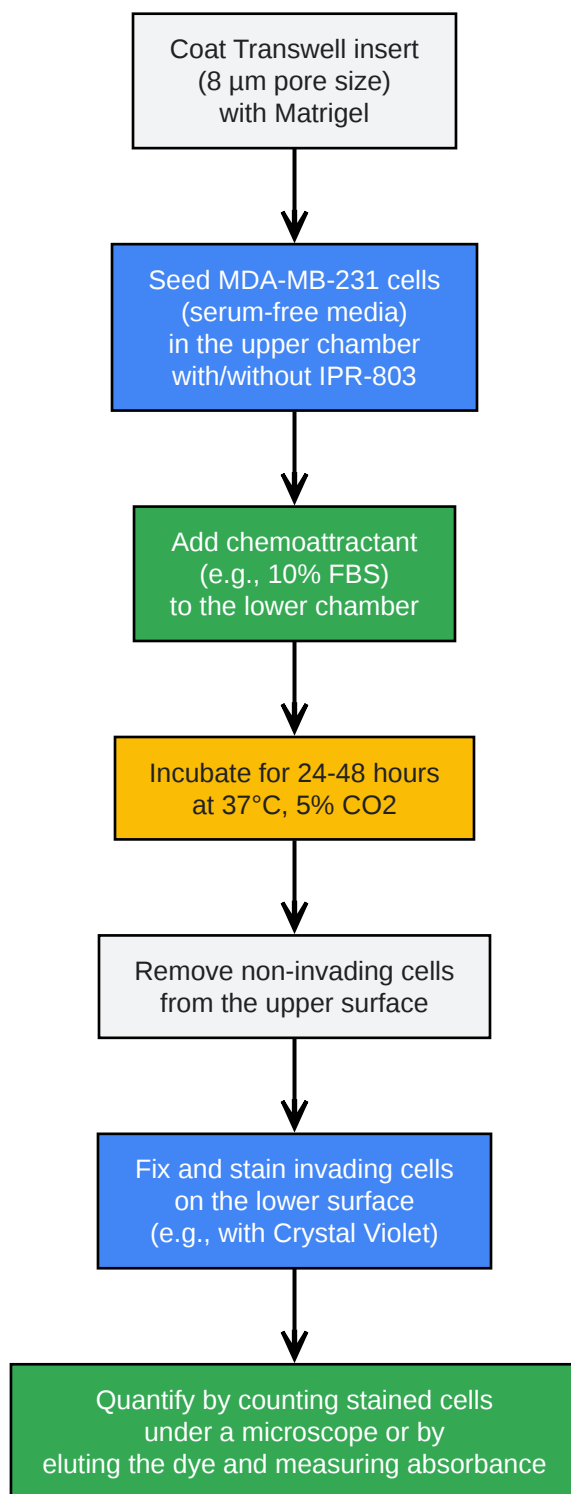 Coat Transwell insert
(8 µm pore size)
with Matrigel
Seed MDA-MB-231 cells
(serum-free media)
in the upper chamber
with/without IPR-803
Add chemoattractant
(e.g., 10% FBS)
to the lower chamber
Incubate for 24-48 hours
at 37°C, 5% CO2
Remove non-invading cells
from the upper surface
Fix and stain invading cells
on the lower surface
(e.g., with Crystal Violet)
Quantify by counting stained cells
under a microscope or by
eluting the dye and measuring absorbance